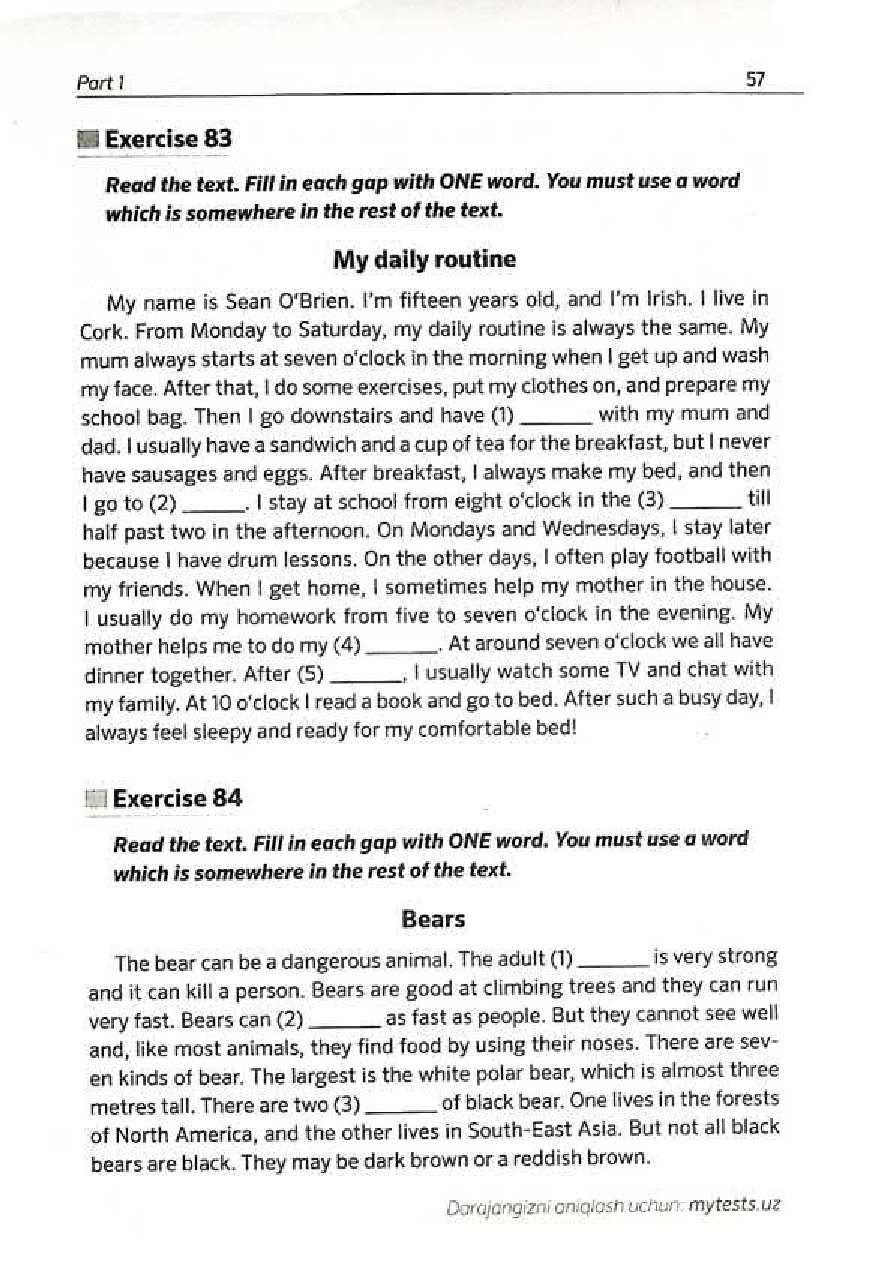 Part 1 57
Exercise 83
Read the text. Fill in each gap with ONE word. You must use a word
which is somewhere in the rest of the text.
My daily routine
My name is Sean O'Brien. I'm fifteen years old, and I'm Irish. I live in
Cork. From Monday to Saturday, my daily routine is always the same. My
mum always starts at seven o'clock in the morning when I get up and wash
my face. After that, I do some exercises, put my clothes on, and prepare my
school bag. Then I go downstairs and have (1) _______ with my mum and
dad. I usually have a sandwich and a cup of tea for the breakfast, but I never
have sausages and eggs. After breakfast, I always make my bed, and then
I go to (2) ______. I stay at school from eight o'clock in the (3) _______ till
half past two in the afternoon. On Mondays and Wednesdays, I stay later
because I have drum lessons. On the other days, I often play football with
my friends. When I get home, I sometimes help my mother in the house.
I usually do my homework from five to seven o'clock in the evening. My
mother helps me to do my (4) _______. At around seven o'clock we all have
dinner together. After (5) _______, I usually watch some TV and chat with
my family. At 10 o'clock I read a book and go to bed. After such a busy day, I
always feel sleepy and ready for my comfortable bed!
Exercise 84
Read the text. Fill in each gap with ONE word. You must use a word
which is somewhere in the rest of the text.
Bears
The bear can be a dangerous animal. The adult (1) _______ is very strong
and it can kill a person. Bears are good at climbing trees and they can run
very fast. Bears can (2) _______ as fast as people. But they cannot see well
and, like most animals, they find food by using their noses. There are sev-
en kinds of bear. The largest is the white polar bear, which is almost three
metres tall. There are two (3) _______ of black bear. One lives in the forests
of North America, and the other lives in South-East Asia. But not all black
bears are black. They may be dark brown or a reddish brown.
Darajangizni aniqlash uchun: mytests.uz